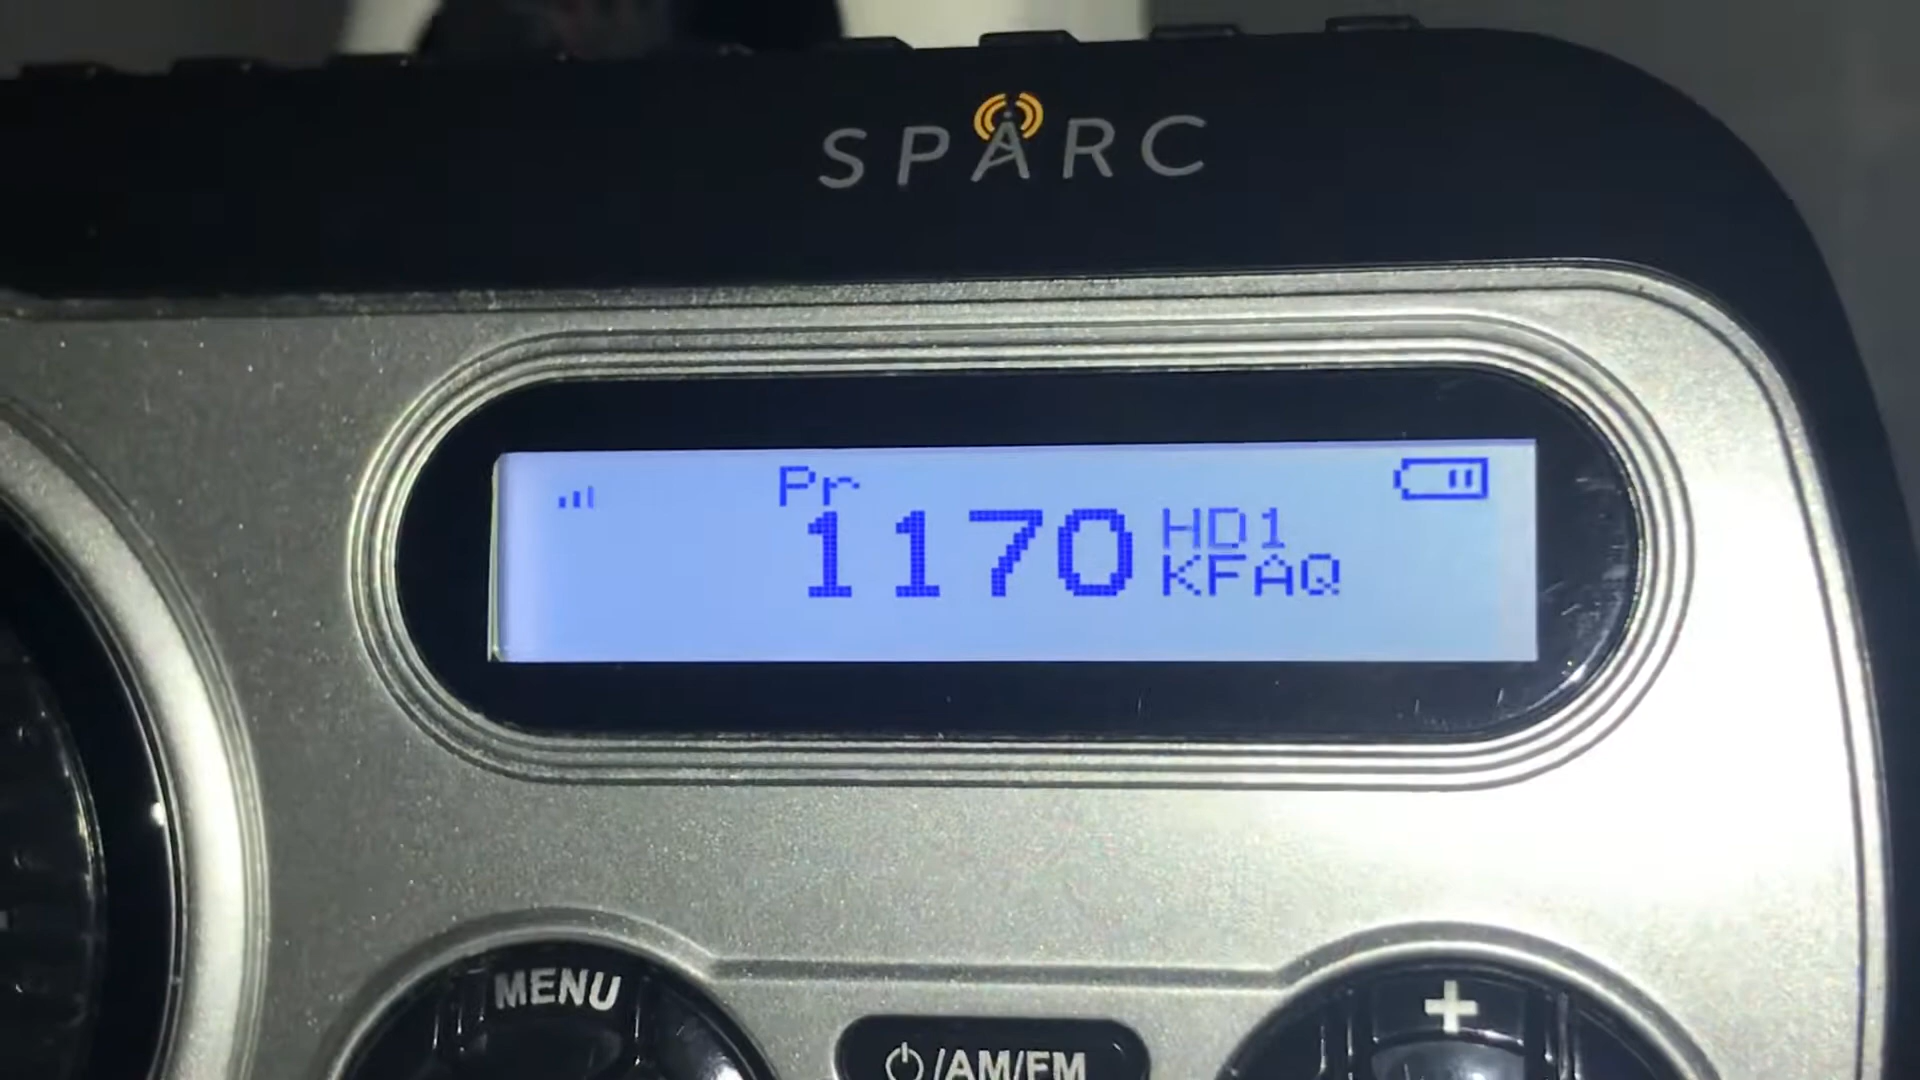 SPARC
Pr
1170 HD1
KFAQ
MENU
+
/AM/FM